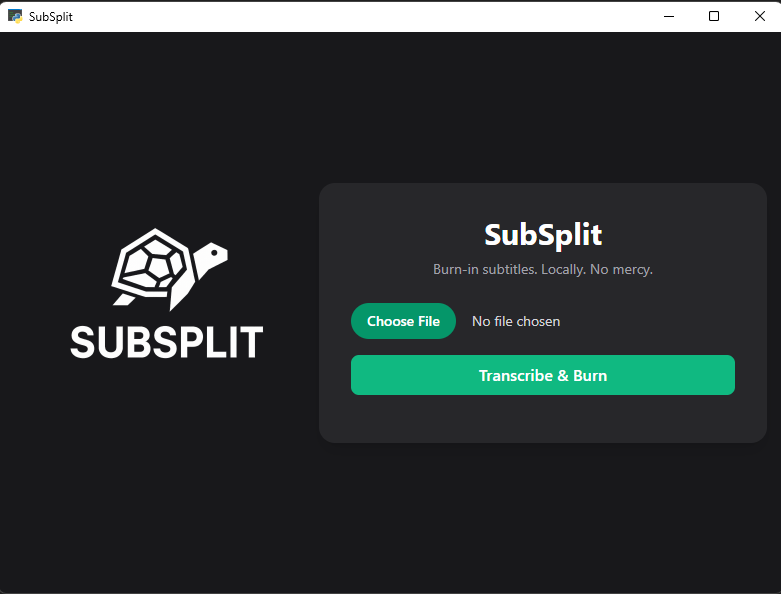 SubSplit
SUBSPLIT
SubSplit
Burn-in subtitles. Locally. No mercy.
Choose File No file chosen
Transcribe & Burn